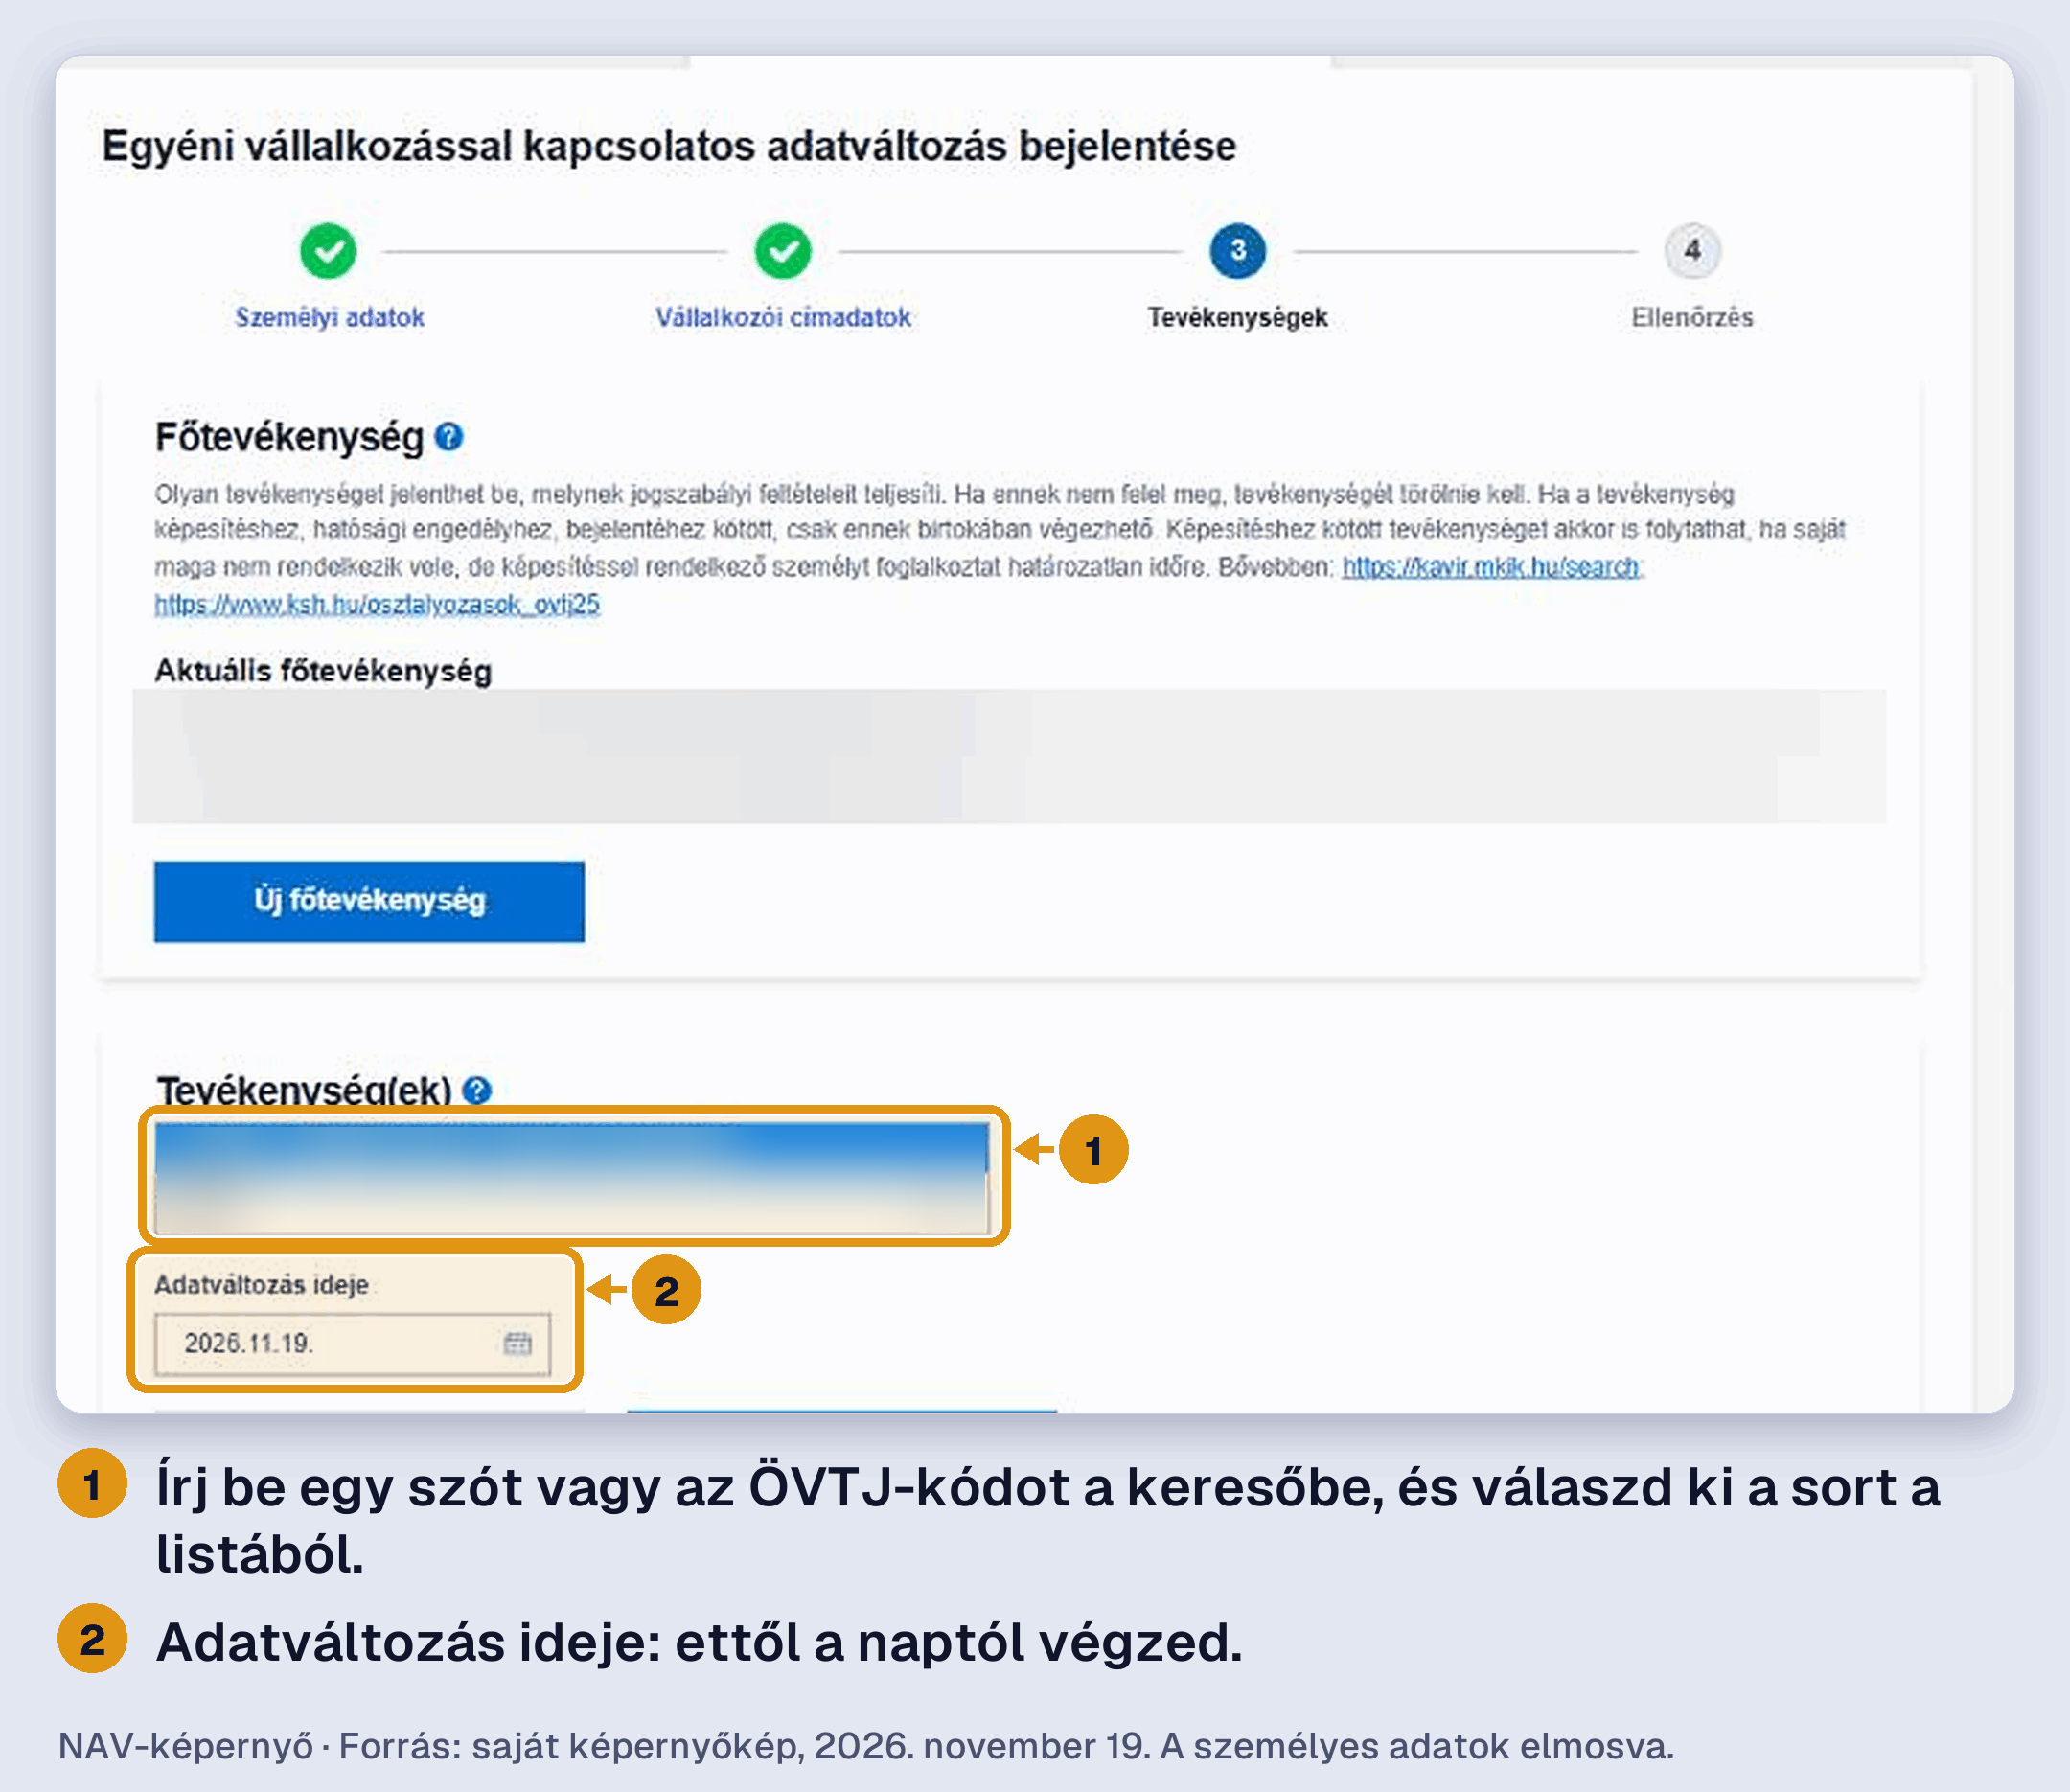 Egyéni vállalkozással kapcsolatos adatváltozás bejelentése
3
4
Személyi adatok
Vállalkozói címadatok
Tevékenységek
Ellenőrzés
Főtevékenység ?
Olyan tevékenységet jelenthet be, melynek jogszabályi feltételeit teljesíti. Ha ennek nem felel meg, tevékenységét törölnie kell. Ha a tevékenység
képesítéshez, hatósági engedélyhez, bejelentéhez kötött, csak ennek birtokában végezhető. Képesítéshez kötött tevékenységet akkor is folytathat, ha saját
maga nem rendelkezik vele, de képesítéssel rendelkező személyt foglalkoztat határozatlan időre. Bővebben: https://kavir.mkik.hu/search;
https://www.ksh.hu/osztalyozasok_ovtj25
Aktuális főtevékenység
Új főtevékenység
Tevékenység(ek) ?
1
Adatváltozás ideje
2
2026.11.19.
1 Írj be egy szót vagy az ÖVTJ-kódot a keresőbe, és válaszd ki a sort a
listából.
2 Adatváltozás ideje: ettől a naptól végzed.
NAV-képernyő · Forrás: saját képernyőkép, 2026. november 19. A személyes adatok elmosva.